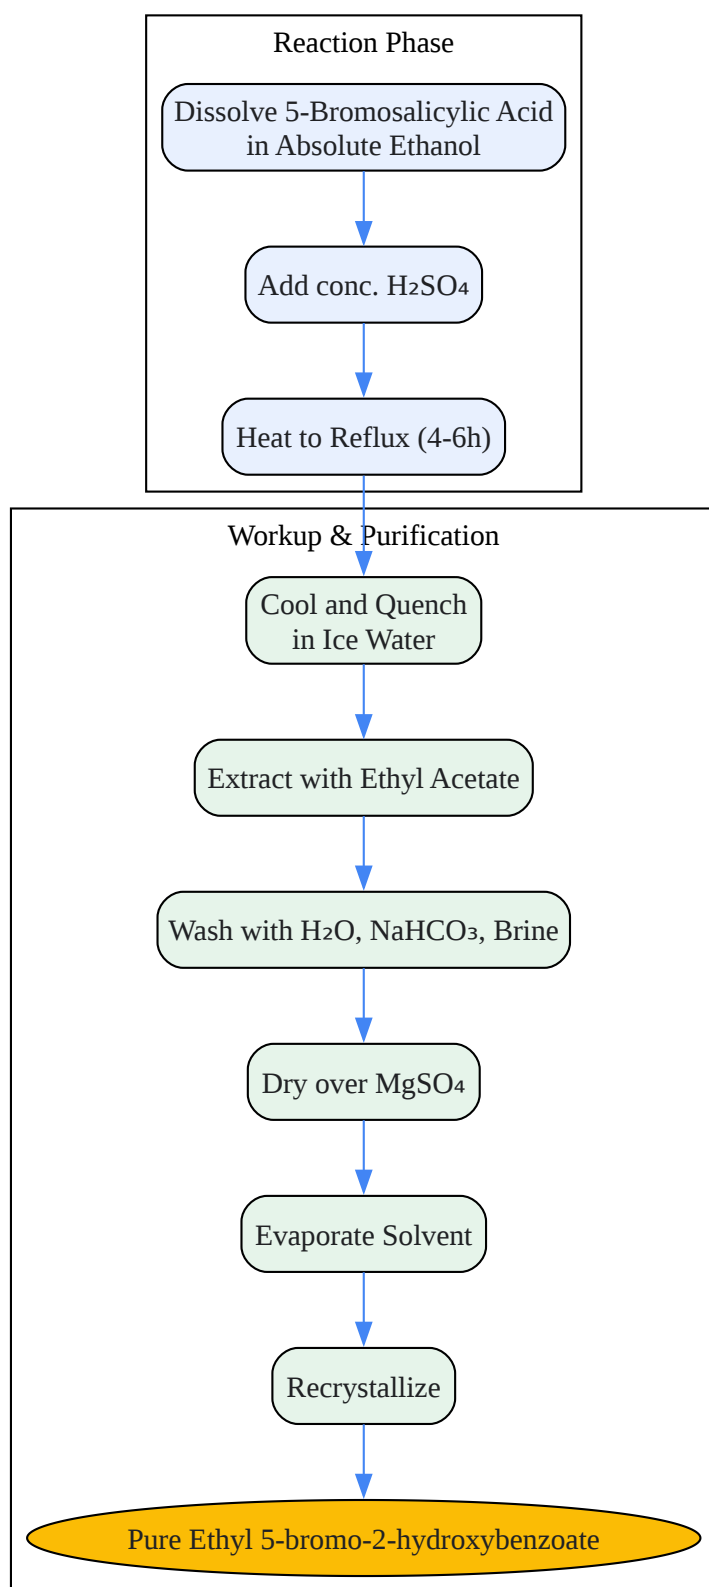 Reaction Phase
Dissolve 5-Bromosalicylic Acid
in Absolute Ethanol
Add conc. H₂SO₄
Heat to Reflux (4-6h)
Workup & Purification
Cool and Quench
in Ice Water
Extract with Ethyl Acetate
Wash with H₂O, NaHCO₃, Brine
Dry over MgSO₄
Evaporate Solvent
Recrystallize
Pure Ethyl 5-bromo-2-hydroxybenzoate